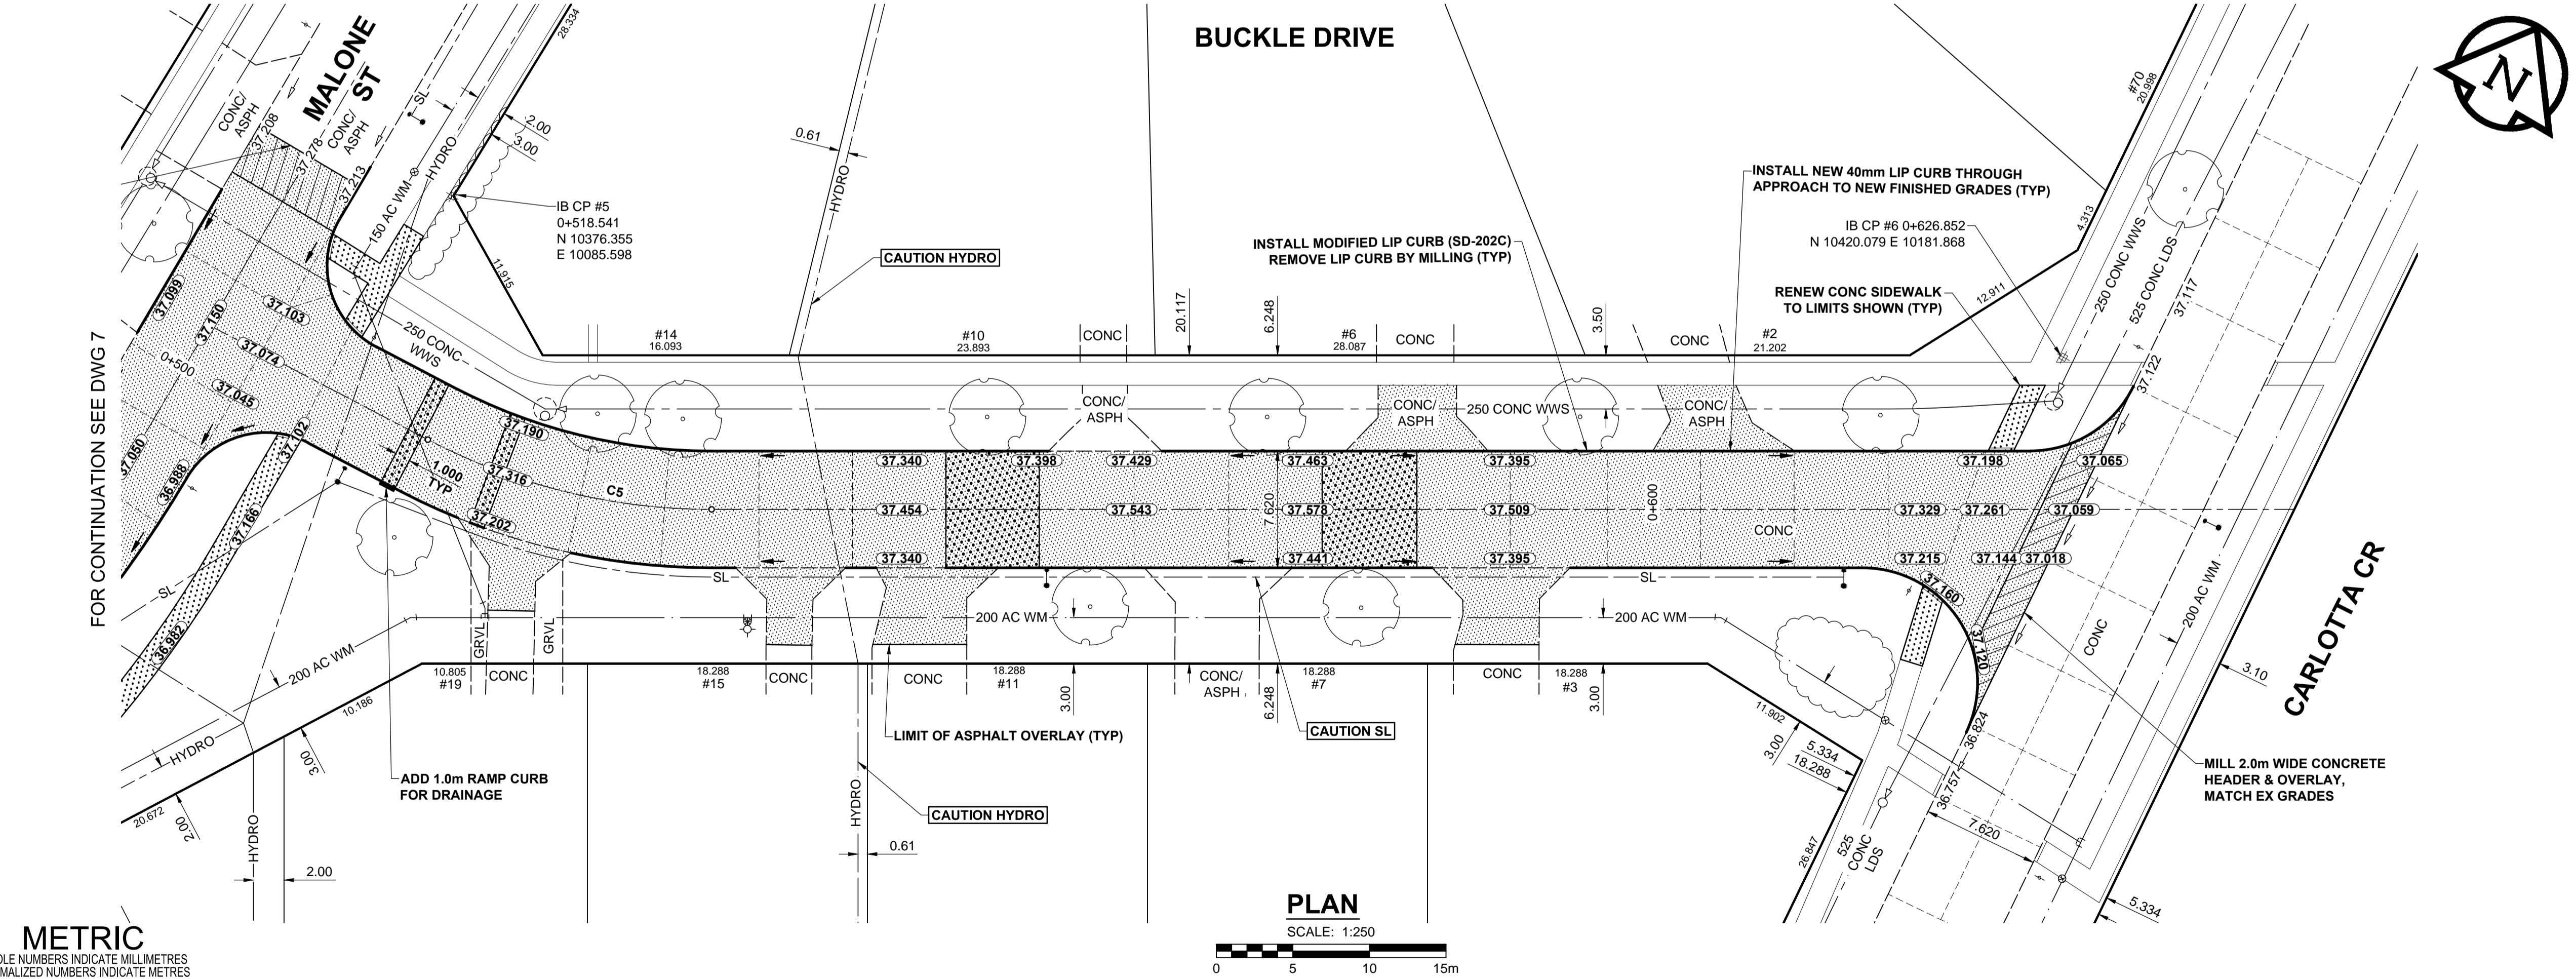 BUCKLE DRIVE
MALONE
ST
N
CONC/
ASPH
CONC/
ASPH
37.208
37.278
37.213
28.334
SL
HYDRO
150 AC WM
2.00
3.00
0.61
HYDRO
#70
20.998
4.313
INSTALL NEW 40mm LIP CURB THROUGH
APPROACH TO NEW FINISHED GRADES (TYP)
IB CP #5
0+518.541
N 10376.355
E 10085.598
11.915
CAUTION HYDRO
INSTALL MODIFIED LIP CURB (SD-202C)
REMOVE LIP CURB BY MILLING (TYP)
IB CP #6 0+626.852
N 10420.079 E 10181.868
RENEW CONC SIDEWALK
TO LIMITS SHOWN (TYP)
12.911
250 CONC WWS
525 CONC LDS
37.117
37.122
20.117
6.248
3.50
#14
16.093
#10
23.893
CONC
#6
28.087
CONC
CONC
#2
21.202
FOR CONTINUATION SEE DWG 7
37.099
37.150
37.103
37.074
0+500
37.045
37.050
36.988
37.102
37.166
36.982
250 CONC
WWS
CONC/
ASPH
CONC/
ASPH
250 CONC WWS
CONC/
ASPH
37.190
37.316
37.202
1.000
TYP
C5
37.340
37.398
37.429
37.463
37.395
37.198
37.065
37.454
37.543
7.620
37.578
37.509
0+600
37.329
37.261
37.059
CONC
37.340
37.441
37.395
37.215
37.144
37.018
37.160
37.120
SL
SL
SL
200 AC WM
200 AC WM
200 AC WM
200 AC WM
CONC
GRVL
GRVL
10.805
#19
CONC
18.288
#15
CONC
CONC
18.288
#11
3.00
CONC/
ASPH
6.248
18.288
#7
CONC
18.288
#3
3.00
10.186
HYDRO
3.00
20.672
2.00
HYDRO
2.00
ADD 1.0m RAMP CURB
FOR DRAINAGE
LIMIT OF ASPHALT OVERLAY (TYP)
CAUTION SL
CAUTION HYDRO
HYDRO
0.61
11.902
3.00
5.334
18.288
26.847
525
CONC
LDS
36.824
36.757
7.620
5.334
3.10
CARLOTTA CR
MILL 2.0m WIDE CONCRETE
HEADER & OVERLAY,
MATCH EX GRADES
PLAN
SCALE: 1:250
0 5 10 15m
METRIC
NUMBERS INDICATE MILLIMETRES
NUMBERS INDICATE METRES